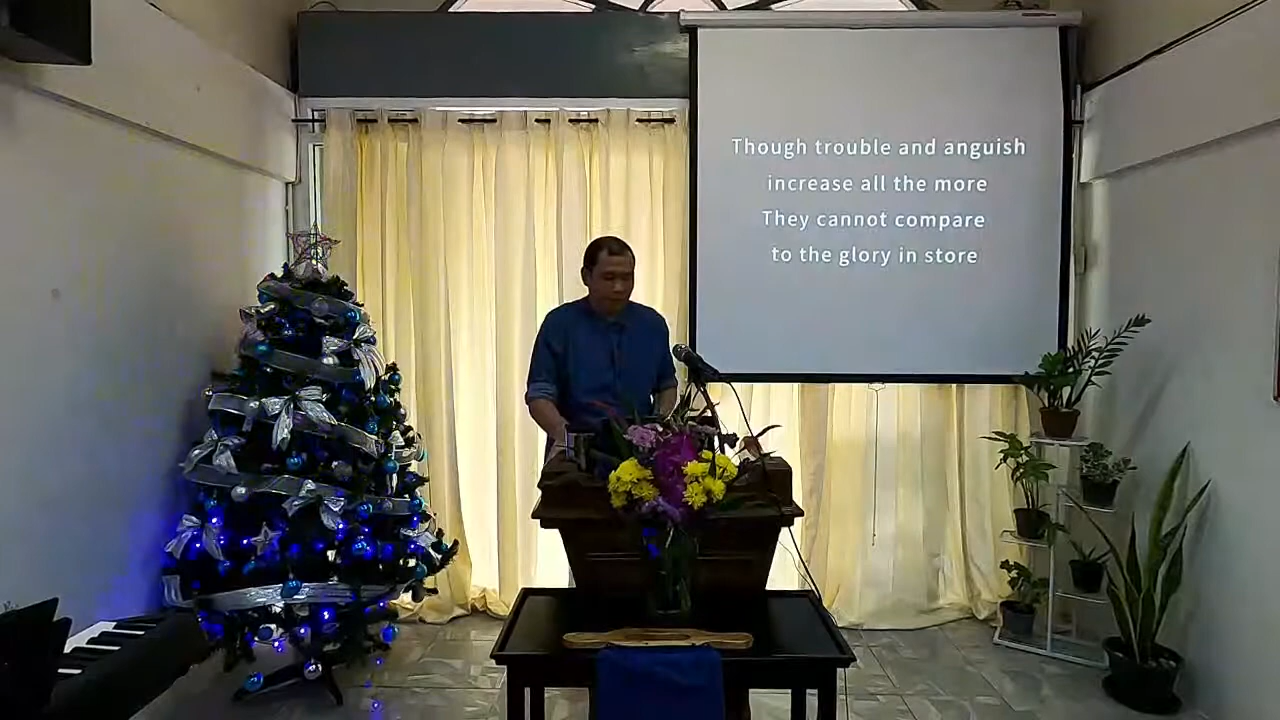 Though trouble and anguish
increase all the more
They cannot compare
to the glory in store